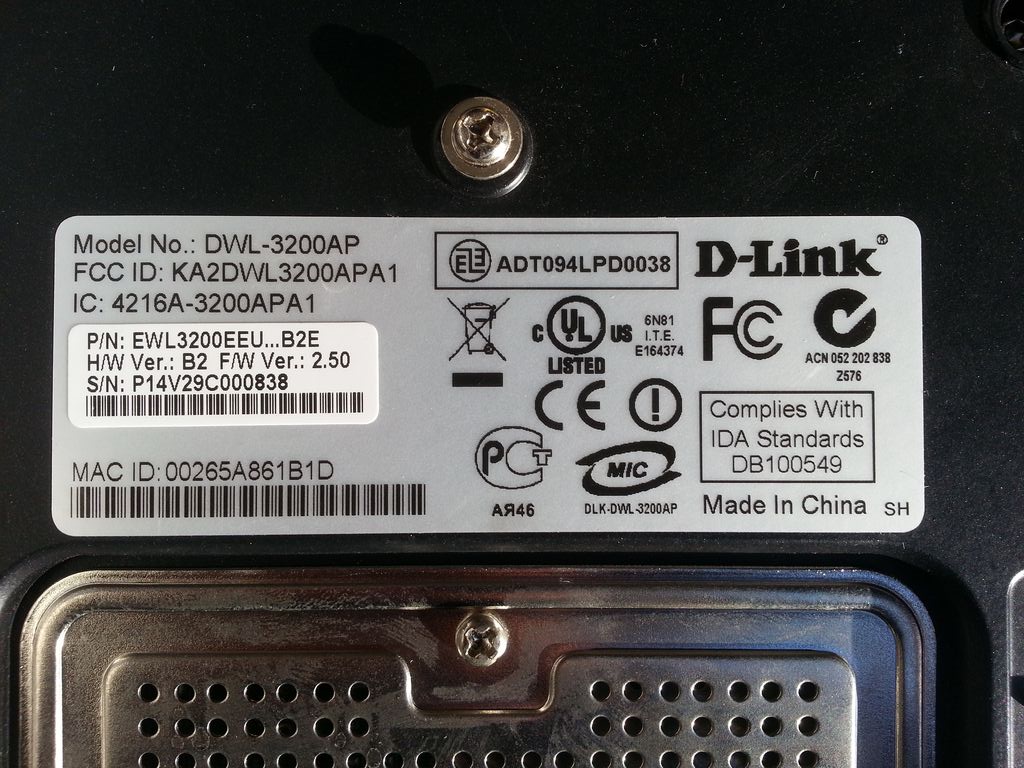 Model No.: DWL-3200AP
FCC ID: KA2DWL3200APA1
IC: 4216A-3200APA1
P/N: EWL3200EEU...B2E
H/W Ver.: B2 F/W Ver.: 2.50
S/N: P14V29C000838
MAC ID: 00265A861B1D
ADT094LPD0038
D-Link®
C UL US
LISTED
6N81
I.T.E.
E164374
FC
ACN 052 202 838
Z576
CE
Complies With
IDA Standards
DB100549
РСТ
АЯ46
MIC
DLK-DWL-3200AP
Made In China SH